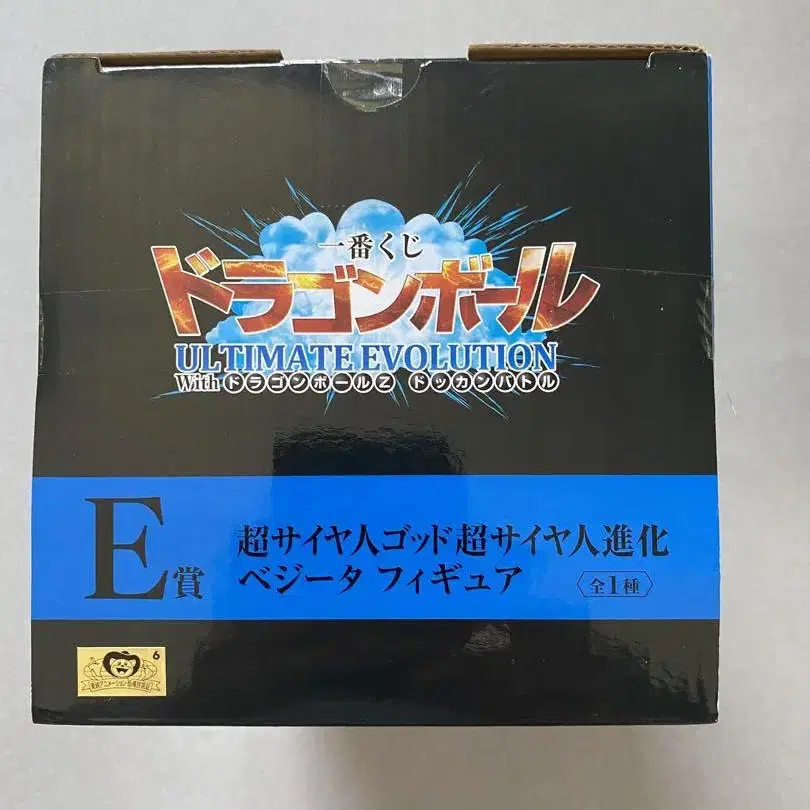 一番くじ
ドラゴンボール
ULTIMATE EVOLUTION
With ドラゴンボールZ ドッカンバトル
E賞
超サイヤ人ゴッド超サイヤ人進化
ベジータ フィギュア 〈全1種〉
6